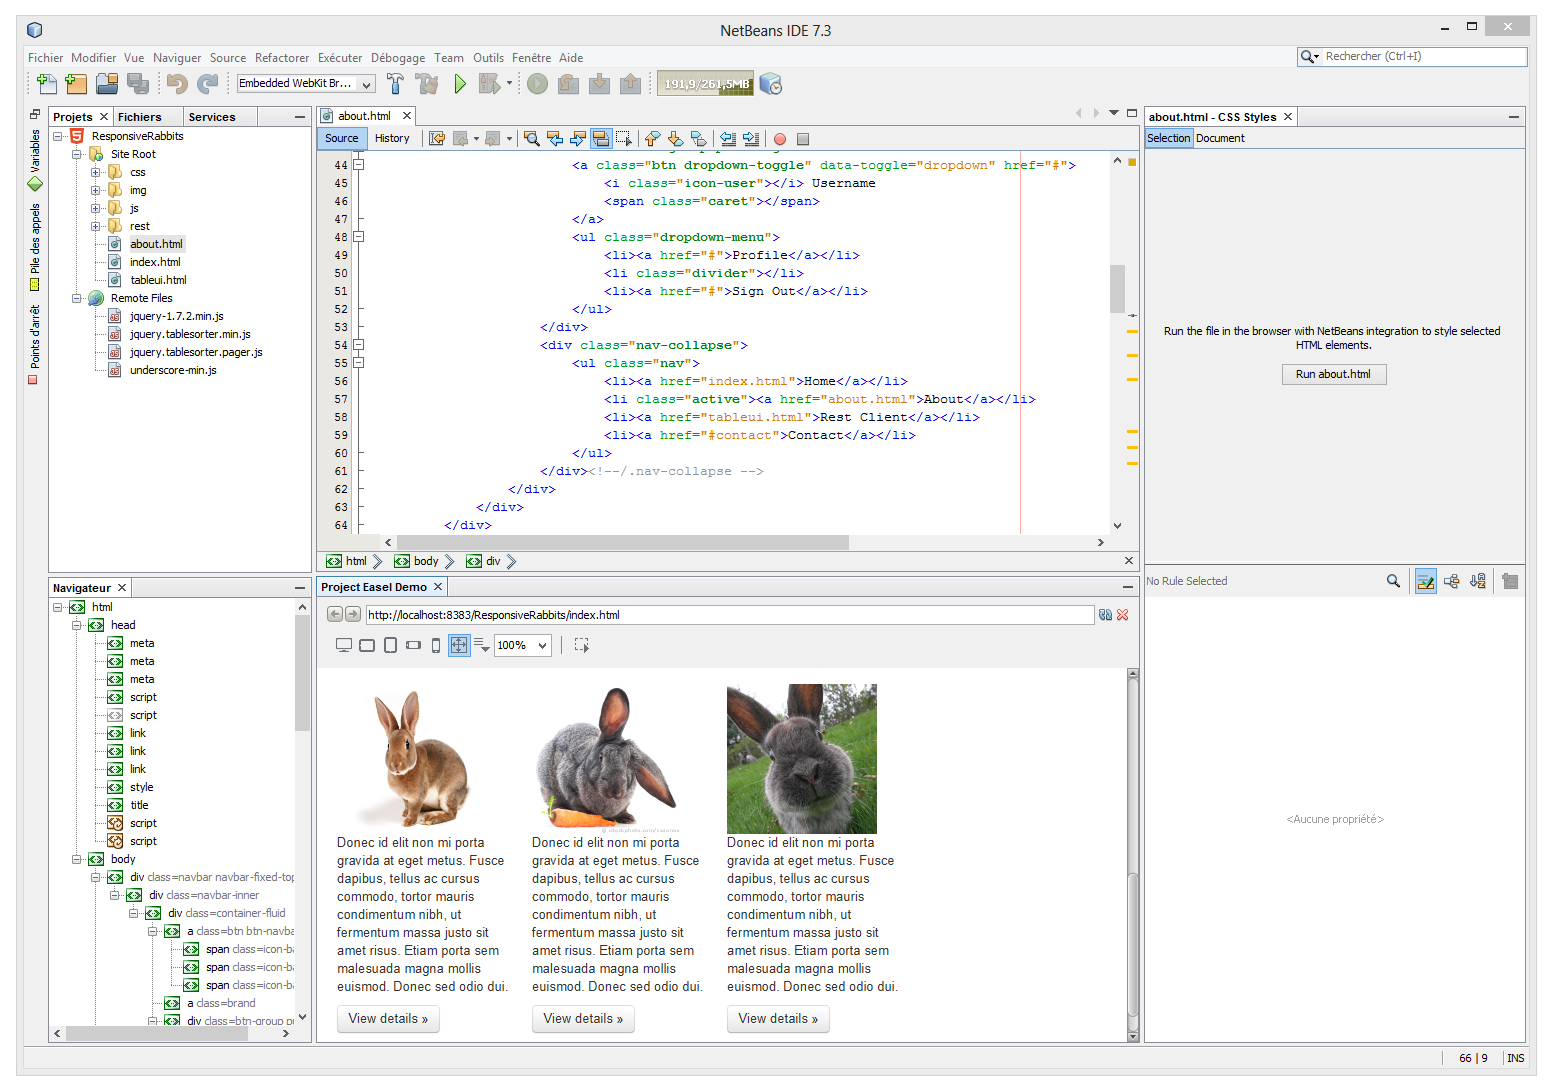 NetBeans IDE 7.3
Fichier Modifier Vue Naviguer Source Refactorer Exécuter Débogage Team Outils Fenêtre Aide
Rechercher (Ctrl+I)
Embedded WebKit Br...
191,9/261,5MB
Variables
Pile des appels
Points d'arrêt
Projets
Fichiers
Services
ResponsiveRabbits
Site Root
css
img
js
rest
about.html
index.html
tableui.html
Remote Files
jquery-1.7.2.min.js
jquery.tablesorter.min.js
jquery.tablesorter.pager.js
underscore-min.js
about.html
Source History
44 <a class="btn dropdown-toggle" data-toggle="dropdown" href="#">
45 <i class="icon-user"></i> Username
46 <span class="caret"></span>
47 </a>
48 <ul class="dropdown-menu">
49 <li><a href="#">Profile</a></li>
50 <li class="divider"></li>
51 <li><a href="#">Sign Out</a></li>
52 </ul>
53 </div>
54 <div class="nav-collapse">
55 <ul class="nav">
56 <li><a href="index.html">Home</a></li>
57 <li class="active"><a href="about.html">About</a></li>
58 <li><a href="tableui.html">Rest Client</a></li>
59 <li><a href="#contact">Contact</a></li>
60 </ul>
61 </div><!--/.nav-collapse -->
62 </div>
63 </div>
64 </div>
html body div
about.html - CSS Styles
Selection Document
Run the file in the browser with NetBeans integration to style selected
HTML elements.
Run about.html
No Rule Selected
<Aucune propriété>
Navigateur
html
head
meta
meta
meta
script
script
link
link
link
style
title
script
script
body
div class=navbar navbar-fixed-top
div class=navbar-inner
div class=container-fluid
a class=btn btn-navba
span class=icon-ba
span class=icon-ba
span class=icon-ba
a class=brand
div class=btn-group pu
Project Easel Demo
http://localhost:8383/ResponsiveRabbits/index.html
100%
Donec id elit non mi porta
gravida at eget metus. Fusce
dapibus, tellus ac cursus
commodo, tortor mauris
condimentum nibh, ut
fermentum massa justo sit
amet risus. Etiam porta sem
malesuada magna mollis
euismod. Donec sed odio dui.
View details »
Donec id elit non mi porta
gravida at eget metus. Fusce
dapibus, tellus ac cursus
commodo, tortor mauris
condimentum nibh, ut
fermentum massa justo sit
amet risus. Etiam porta sem
malesuada magna mollis
euismod. Donec sed odio dui.
View details »
Donec id elit non mi porta
gravida at eget metus. Fusce
dapibus, tellus ac cursus
commodo, tortor mauris
condimentum nibh, ut
fermentum massa justo sit
amet risus. Etiam porta sem
malesuada magna mollis
euismod. Donec sed odio dui.
View details »
66 | 9 INS